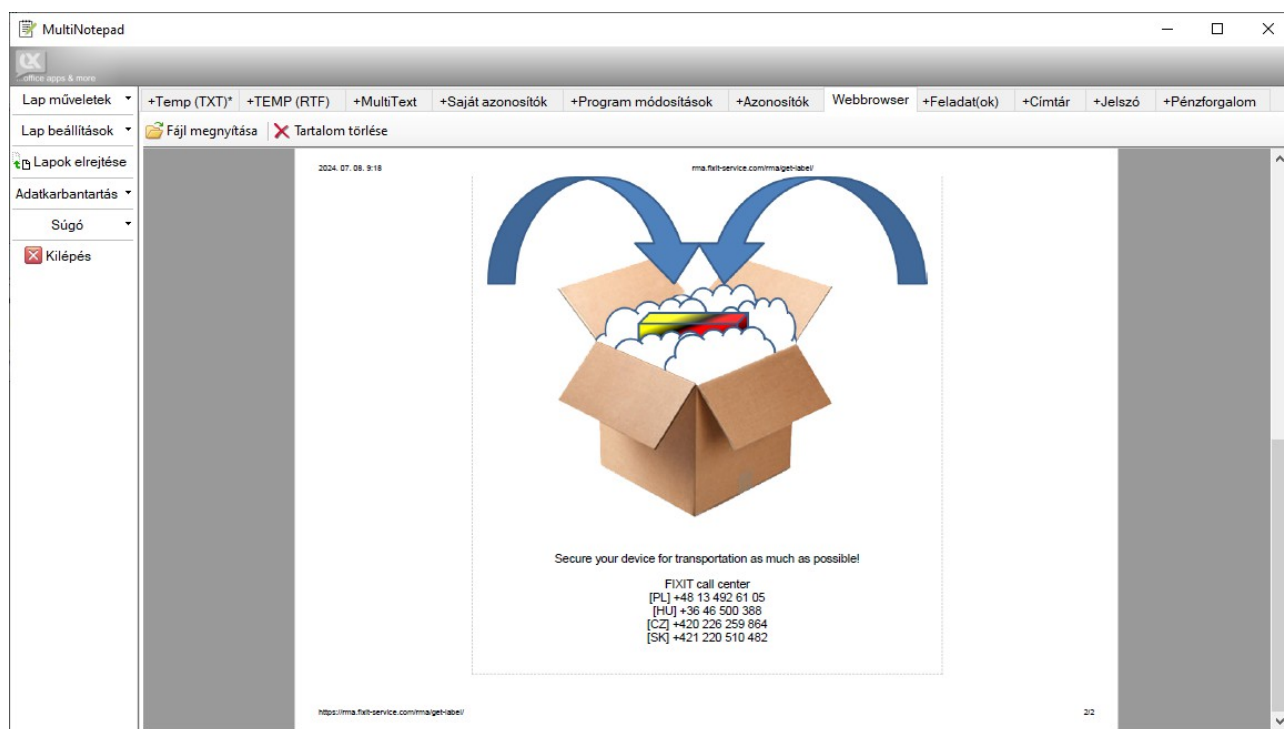 MultiNotepad
...office apps & more
Lap műveletek
Lap beállítások
Lapok elrejtése
Adatkarbantartás
Súgó
Kilépés
+Temp (TXT)* +TEMP (RTF) +MultiText +Saját azonosítók +Program módosítások +Azonosítók Webbrowser +Feladat(ok) +Címtár +Jelszó +Pénzforgalom
Fájl megnyítása Tartalom törlése
2024. 07. 08. 9:18 rma.fixit-service.com/rma/get-label/
Secure your device for transportation as much as possible!
FIXIT call center
[PL] +48 13 492 61 05
[HU] +36 46 500 388
[CZ] +420 226 259 864
[SK] +421 220 510 482
https://rma.fixit-service.com/rma/get-label/ 2/2